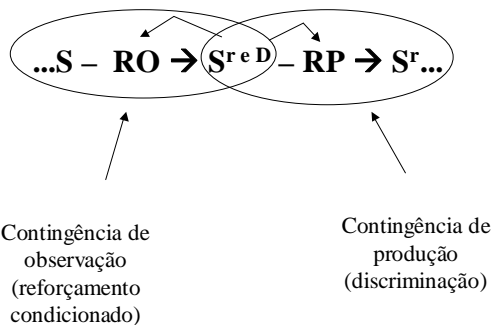 ...S – RO → Sʳ ᵉ ᴰ – RP → Sʳ...
Contingência de
observação
(reforçamento
condicionado)
Contingência de
produção
(discriminação)